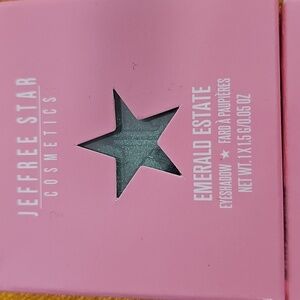 JEFFREE STAR
COSMETICS
EMERALD ESTATE
EYESHADOW ★ FARD À PAUPIÈRES
NET WT. 1 X 1.5 G/0.05 OZ